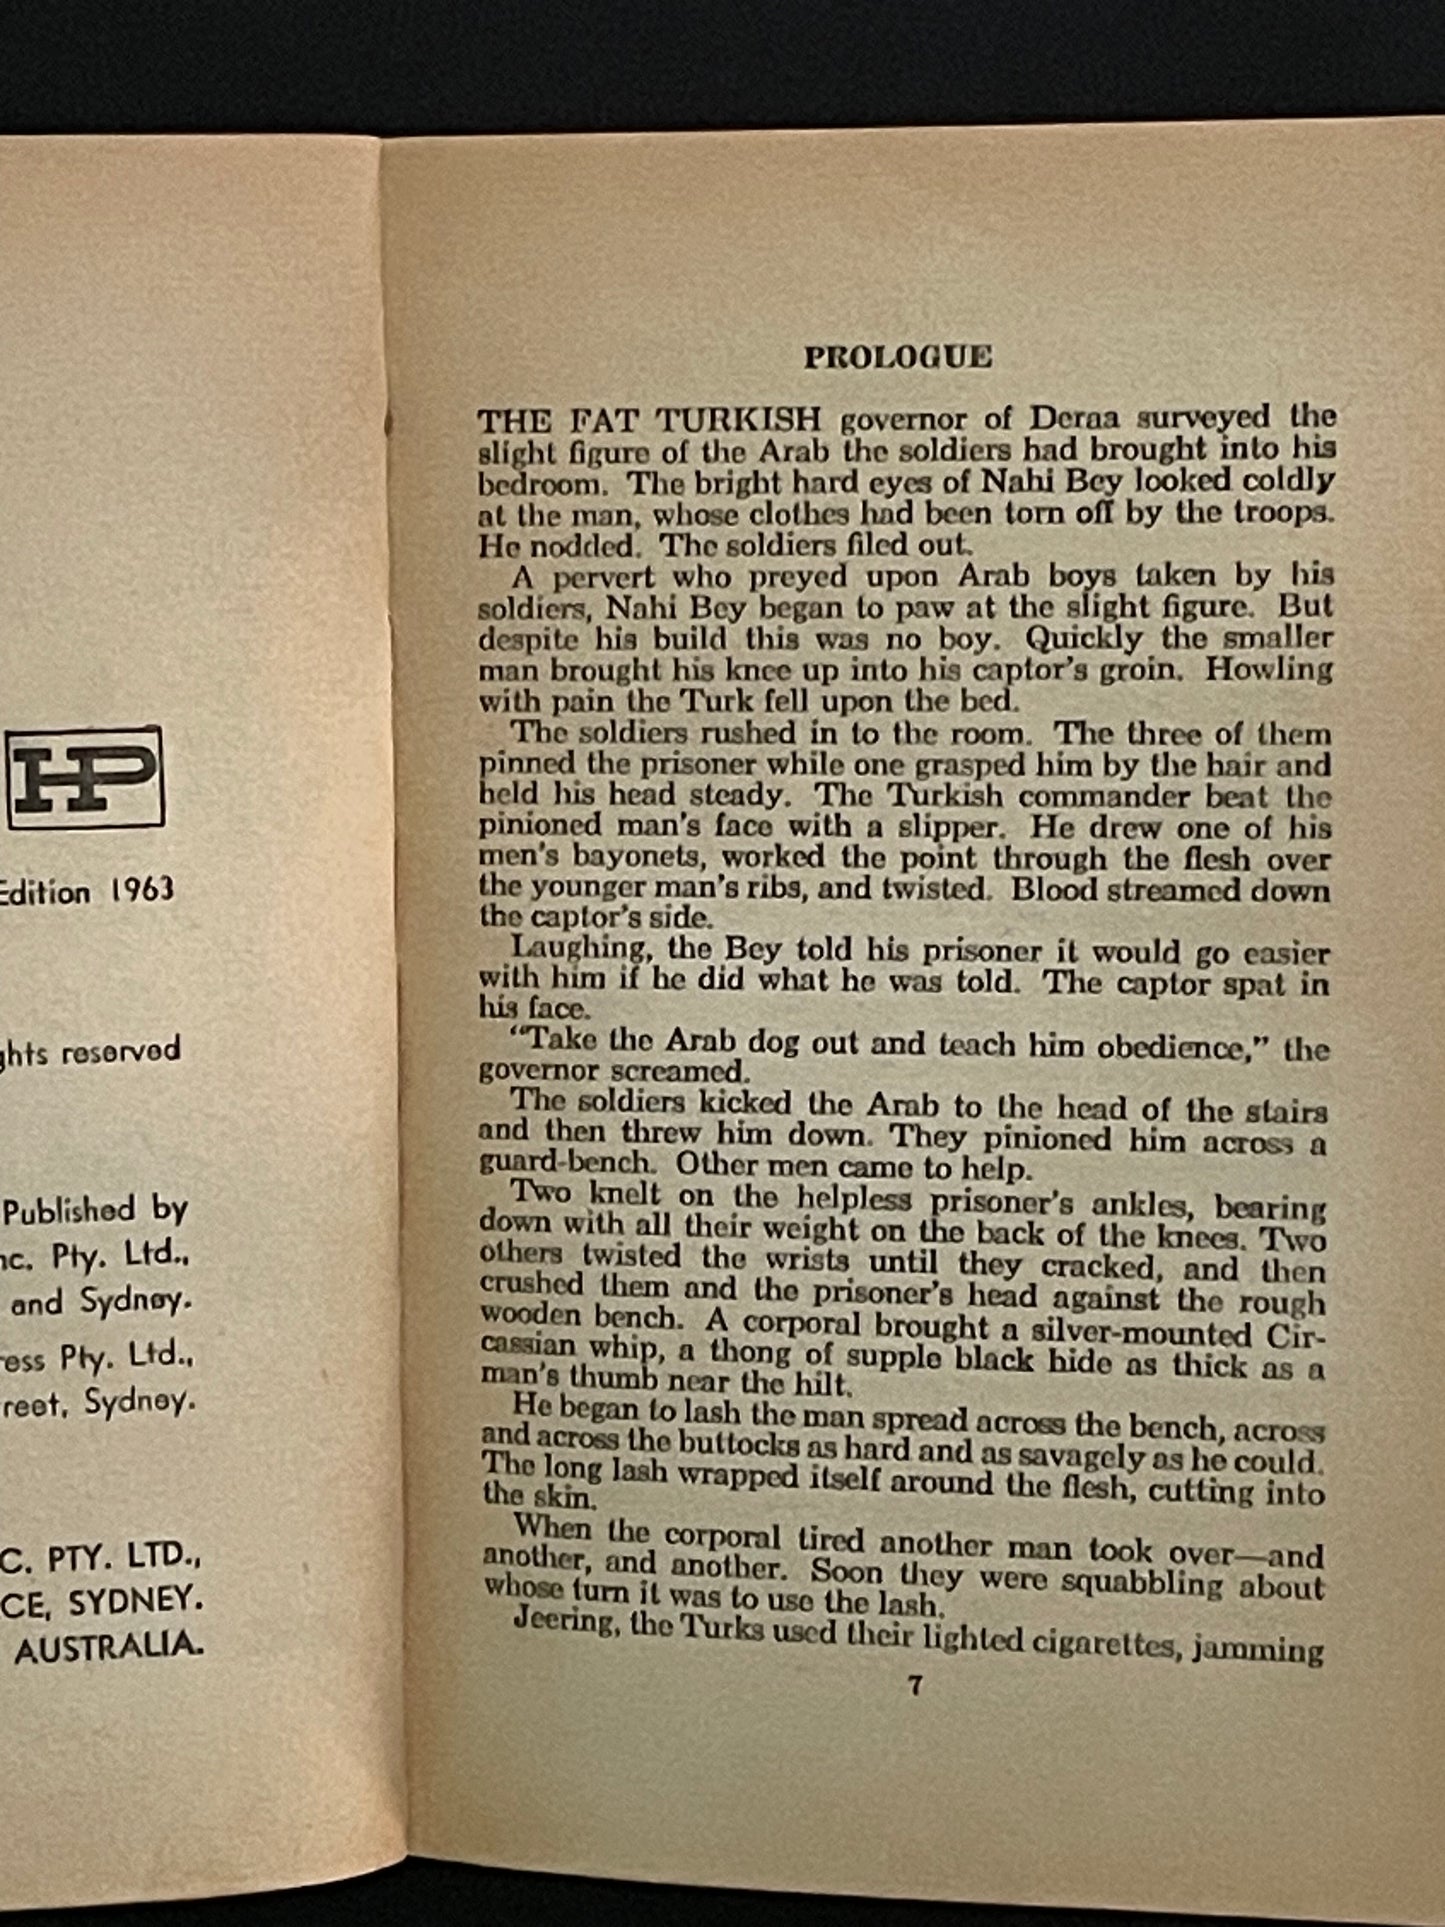 HP
Edition 1963
ghts reserved
Published by
nc. Pty. Ltd.,
and Sydney.
ress Pty. Ltd.,
reet, Sydney.
C. PTY. LTD.,
CE, SYDNEY.
AUSTRALIA.
PROLOGUE
THE FAT TURKISH governor of Deraa surveyed the
slight figure of the Arab the soldiers had brought into his
bedroom. The bright hard eyes of Nahi Bey looked coldly
at the man, whose clothes had been torn off by the troops.
He nodded. The soldiers filed out.
A pervert who preyed upon Arab boys taken by his
soldiers, Nahi Bey began to paw at the slight figure. But
despite his build this was no boy. Quickly the smaller
man brought his knee up into his captor's groin. Howling
with pain the Turk fell upon the bed.
The soldiers rushed in to the room. The three of them
pinned the prisoner while one grasped him by the hair and
held his head steady. The Turkish commander beat the
pinioned man's face with a slipper. He drew one of his
men's bayonets, worked the point through the flesh over
the younger man's ribs, and twisted. Blood streamed down
the captor's side.
Laughing, the Bey told his prisoner it would go easier
with him if he did what he was told. The captor spat in
his face.
"Take the Arab dog out and teach him obedience," the
governor screamed.
The soldiers kicked the Arab to the head of the stairs
and then threw him down. They pinioned him across a
guard-bench. Other men came to help.
Two knelt on the helpless prisoner's ankles, bearing
down with all their weight on the back of the knees. Two
others twisted the wrists until they cracked, and then
crushed them and the prisoner's head against the rough
wooden bench. A corporal brought a silver-mounted Cir-
cassian whip, a thong of supple black hide as thick as a
man's thumb near the hilt.
He began to lash the man spread across the bench, across
and across the buttocks as hard and as savagely as he could.
The long lash wrapped itself around the flesh, cutting into
the skin.
When the corporal tired another man took over—and
another, and another. Soon they were squabbling about
whose turn it was to use the lash.
Jeering, the Turks used their lighted cigarettes, jamming
7